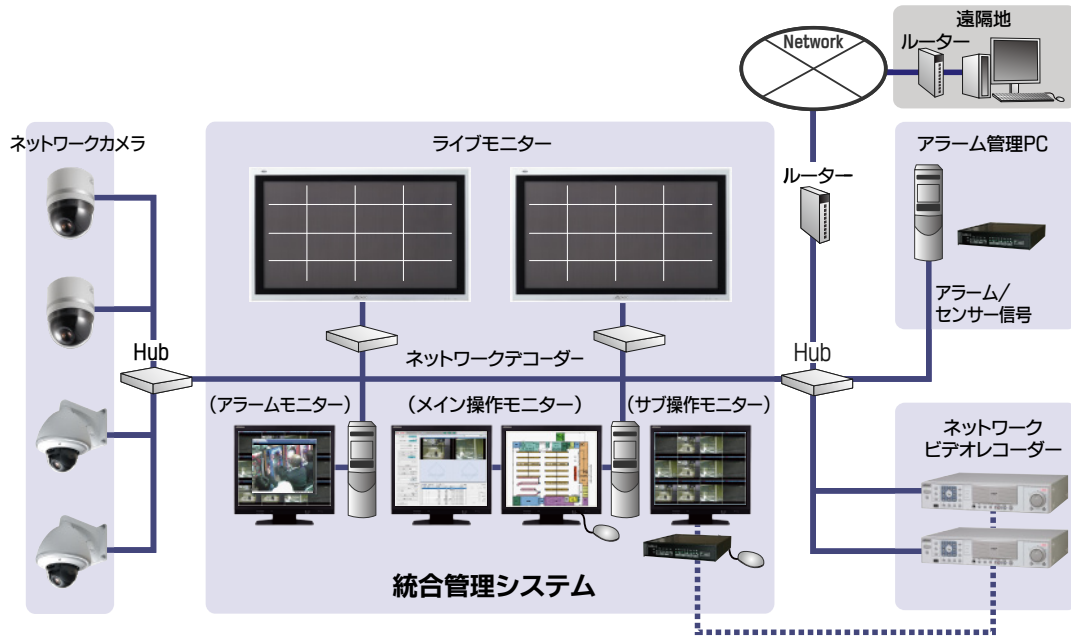 遠隔地
ルーター
Network
ネットワークカメラ
ライブモニター
アラーム管理PC
ルーター
アラーム/
センサー信号
Hub
ネットワークデコーダー
Hub
(アラームモニター)
(メイン操作モニター)
(サブ操作モニター)
ネットワーク
ビデオレコーダー
統合管理システム